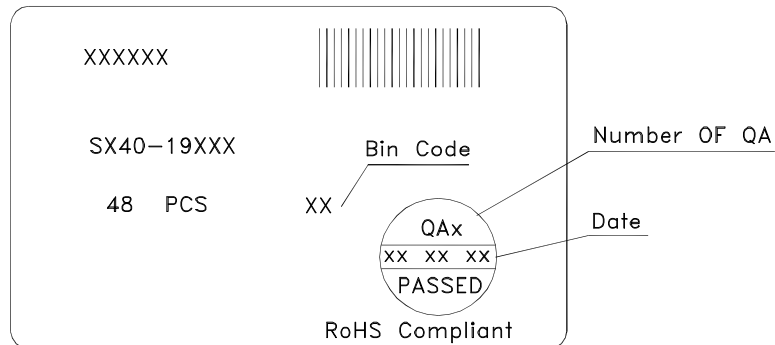 XXXXXX
SX40-19XXX
Bin Code
Number OF QA
48 PCS
XX
QAx
Date
xx xx xx
PASSED
RoHS Compliant